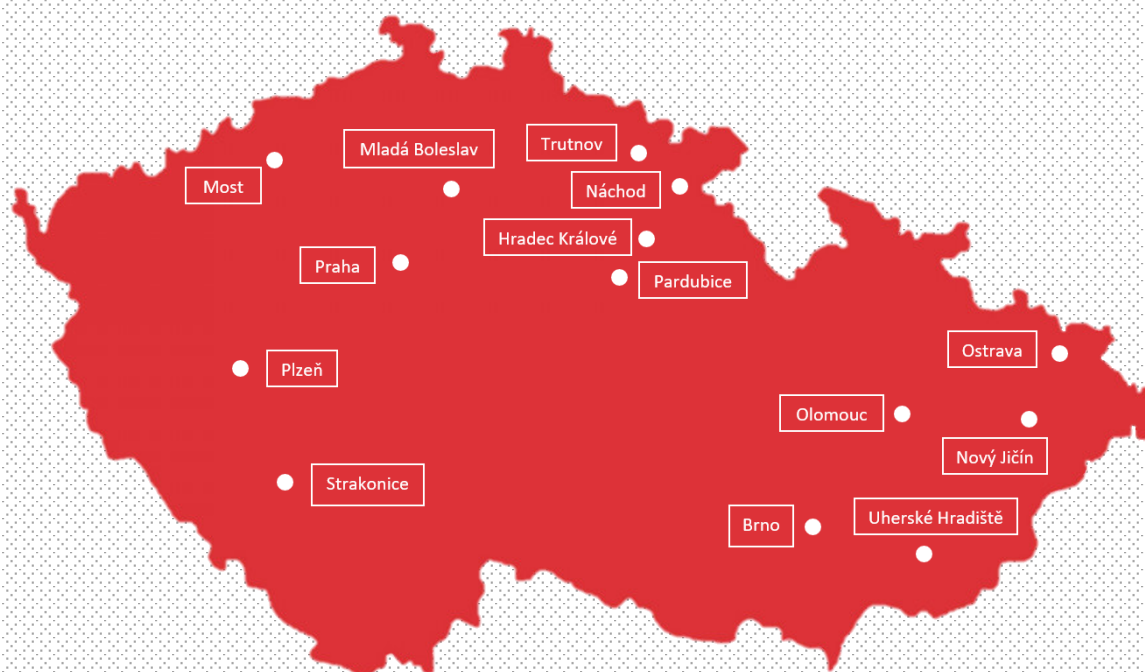 Mladá Boleslav
Trutnov
Most
Náchod
Hradec Králové
Praha
Pardubice
Ostrava
Plzeň
Olomouc
Nový Jičín
Strakonice
Uherské Hradiště
Brno